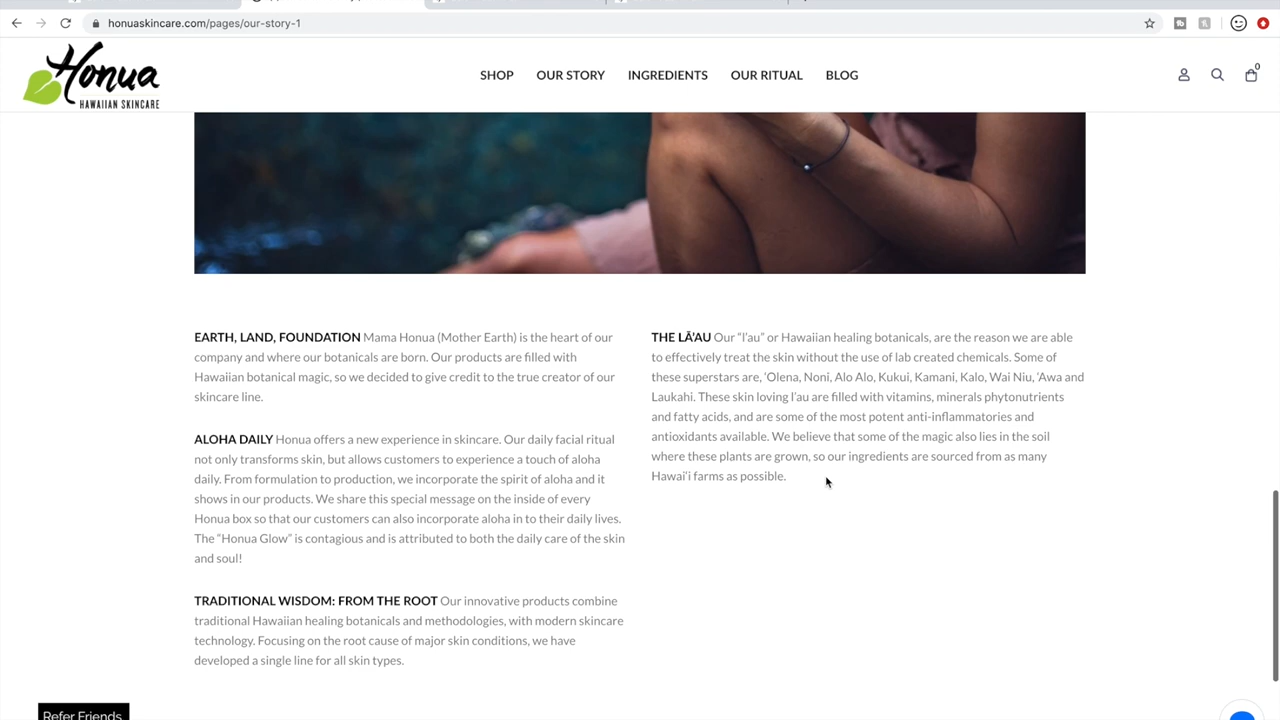 honuaskincare.com/pages/our-story-1
Honua
HAWAIIAN SKINCARE
SHOP OUR STORY INGREDIENTS OUR RITUAL BLOG
0
EARTH, LAND, FOUNDATION Mama Honua (Mother Earth) is the heart of our
company and where our botanicals are born. Our products are filled with
Hawaiian botanical magic, so we decided to give credit to the true creator of our
skincare line.
ALOHA DAILY Honua offers a new experience in skincare. Our daily facial ritual
not only transforms skin, but allows customers to experience a touch of aloha
daily. From formulation to production, we incorporate the spirit of aloha and it
shows in our products. We share this special message on the inside of every
Honua box so that our customers can also incorporate aloha in to their daily lives.
The “Honua Glow” is contagious and is attributed to both the daily care of the skin
and soul!
TRADITIONAL WISDOM: FROM THE ROOT Our innovative products combine
traditional Hawaiian healing botanicals and methodologies, with modern skincare
technology. Focusing on the root cause of major skin conditions, we have
developed a single line for all skin types.
THE LĀ’AU Our “l’au” or Hawaiian healing botanicals, are the reason we are able
to effectively treat the skin without the use of lab created chemicals. Some of
these superstars are, ‘Olena, Noni, Alo Alo, Kukui, Kamani, Kalo, Wai Niu, ‘Awa and
Laukahi. These skin loving l’au are filled with vitamins, minerals phytonutrients
and fatty acids, and are some of the most potent anti-inflammatories and
antioxidants available. We believe that some of the magic also lies in the soil
where these plants are grown, so our ingredients are sourced from as many
Hawai’i farms as possible.
Refer Friends